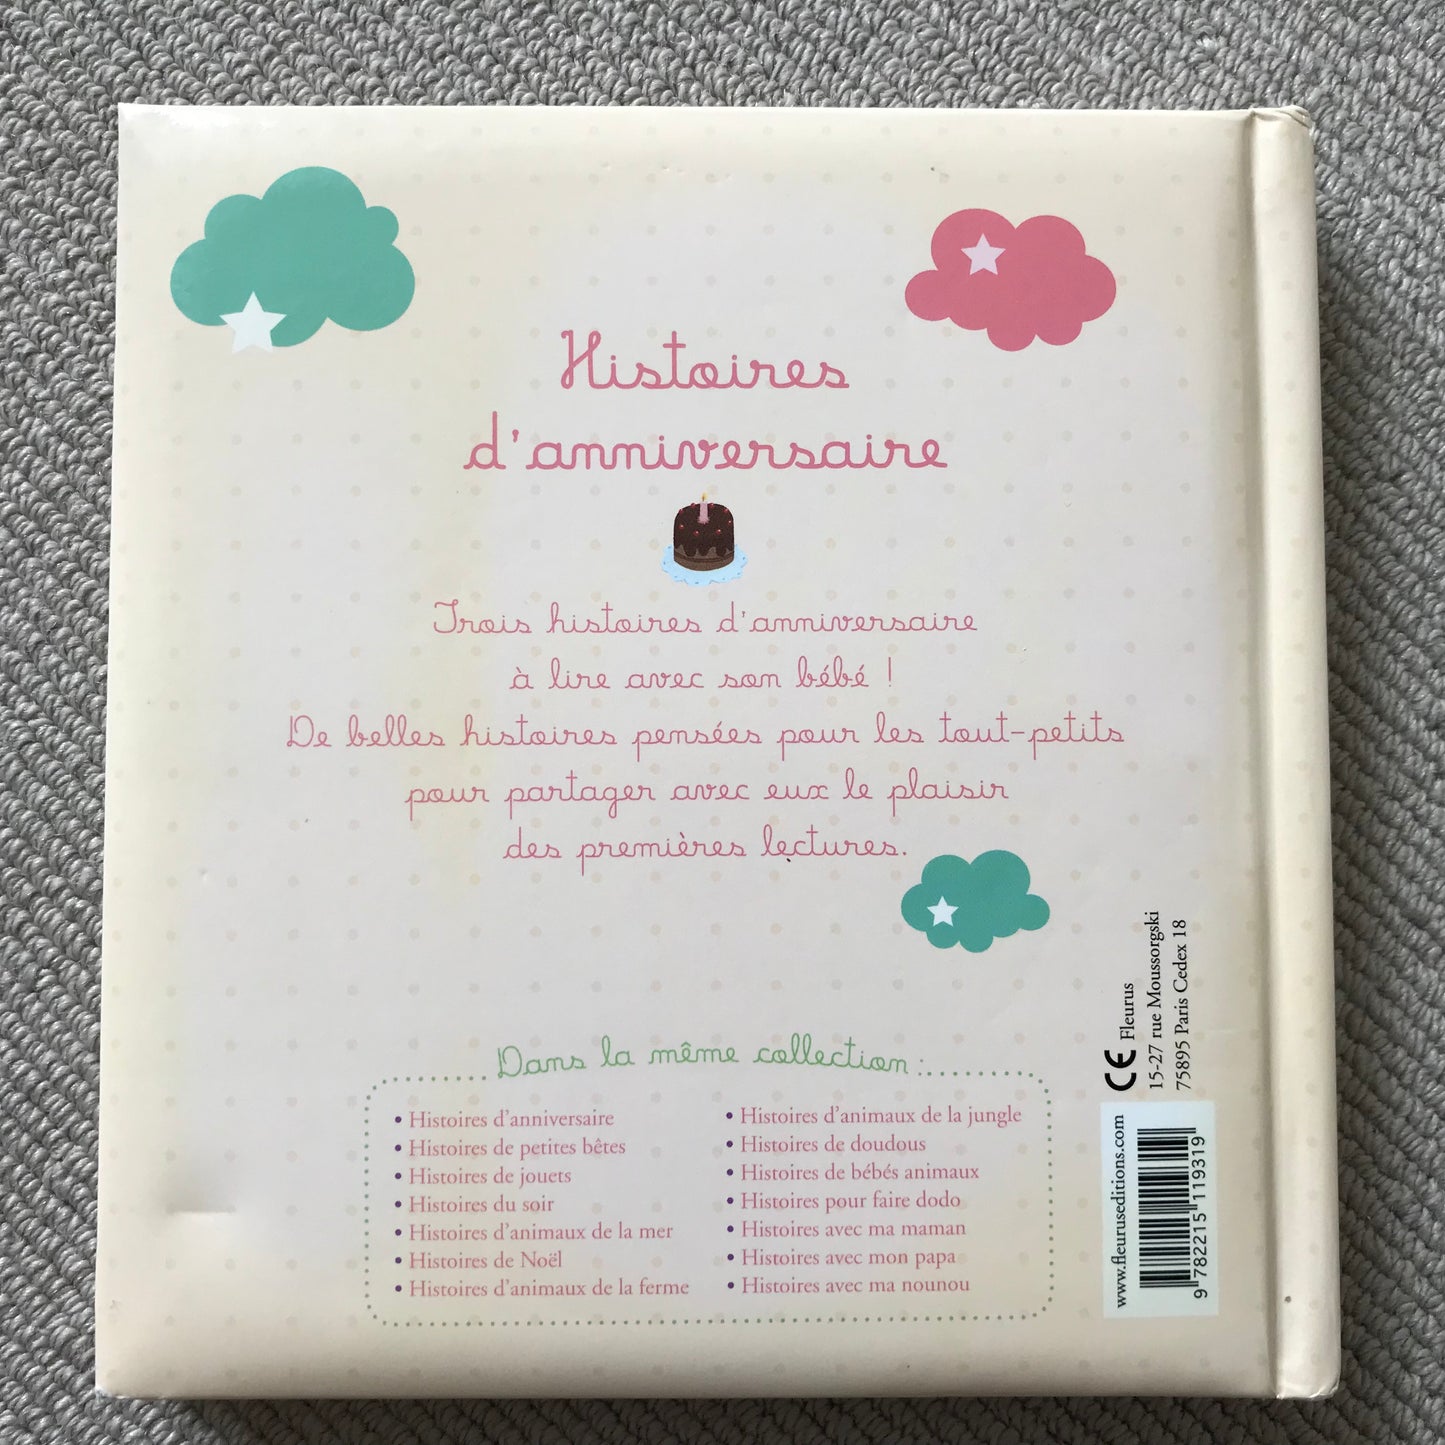 Histoires
d'anniversaire
Trois histoires d'anniversaire
à lire avec son bébé !
De belles histoires pensées pour les tout-petits
pour partager avec eux le plaisir
des premières lectures.
Dans la même collection :
• Histoires d'anniversaire
• Histoires de petites bêtes
• Histoires de jouets
• Histoires du soir
• Histoires d'animaux de la mer
• Histoires de Noël
• Histoires d'animaux de la ferme
• Histoires d'animaux de la jungle
• Histoires de doudous
• Histoires de bébés animaux
• Histoires pour faire dodo
• Histoires avec ma maman
• Histoires avec mon papa
• Histoires avec ma nounou
CE Fleurus
15-27 rue Moussorgski
75895 Paris Cedex 18
www.fleuruseditions.com
9 782215 119319